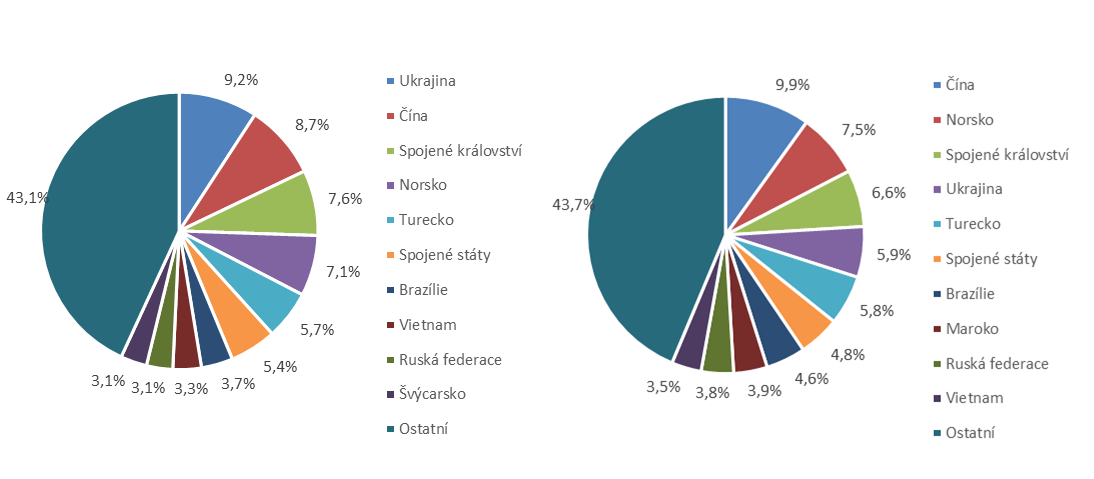 9,2%
8,7%
7,6%
7,1%
5,7%
5,4%
3,7%
3,3%
3,1%
3,1%
43,1%
Ukrajina
Čína
Spojené království
Norsko
Turecko
Spojené státy
Brazílie
Vietnam
Ruská federace
Švýcarsko
Ostatní
9,9%
7,5%
6,6%
5,9%
5,8%
4,8%
4,6%
3,9%
3,8%
3,5%
43,7%
Čína
Norsko
Spojené království
Ukrajina
Turecko
Spojené státy
Brazílie
Maroko
Ruská federace
Vietnam
Ostatní